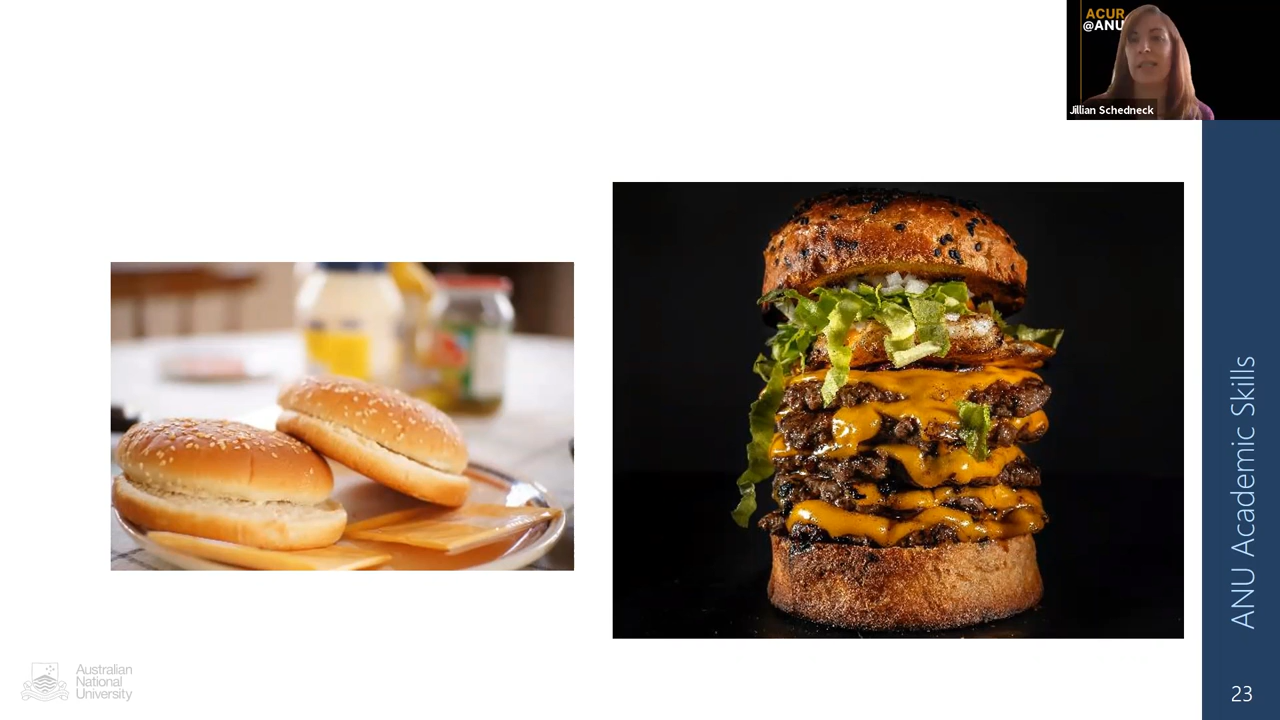 ACUR
@ANU
Jillian Schedneck
ANU Academic Skills
Australian
National
University
23